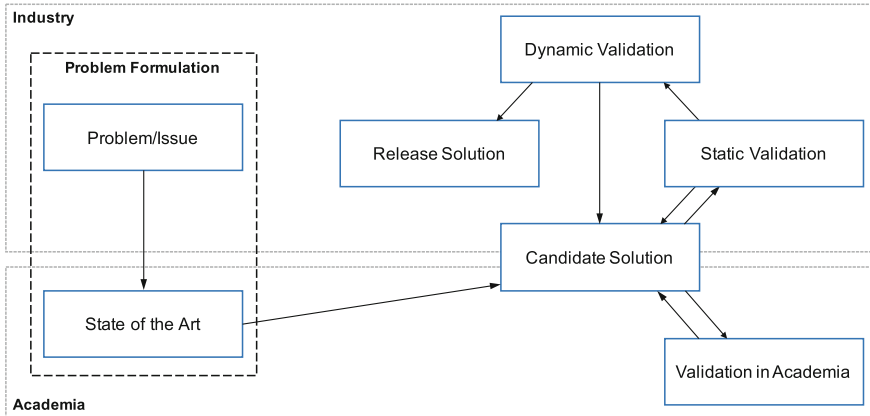 Industry
Problem Formulation
Problem/Issue
State of the Art
Dynamic Validation
Release Solution
Static Validation
Candidate Solution
Validation in Academia
Academia